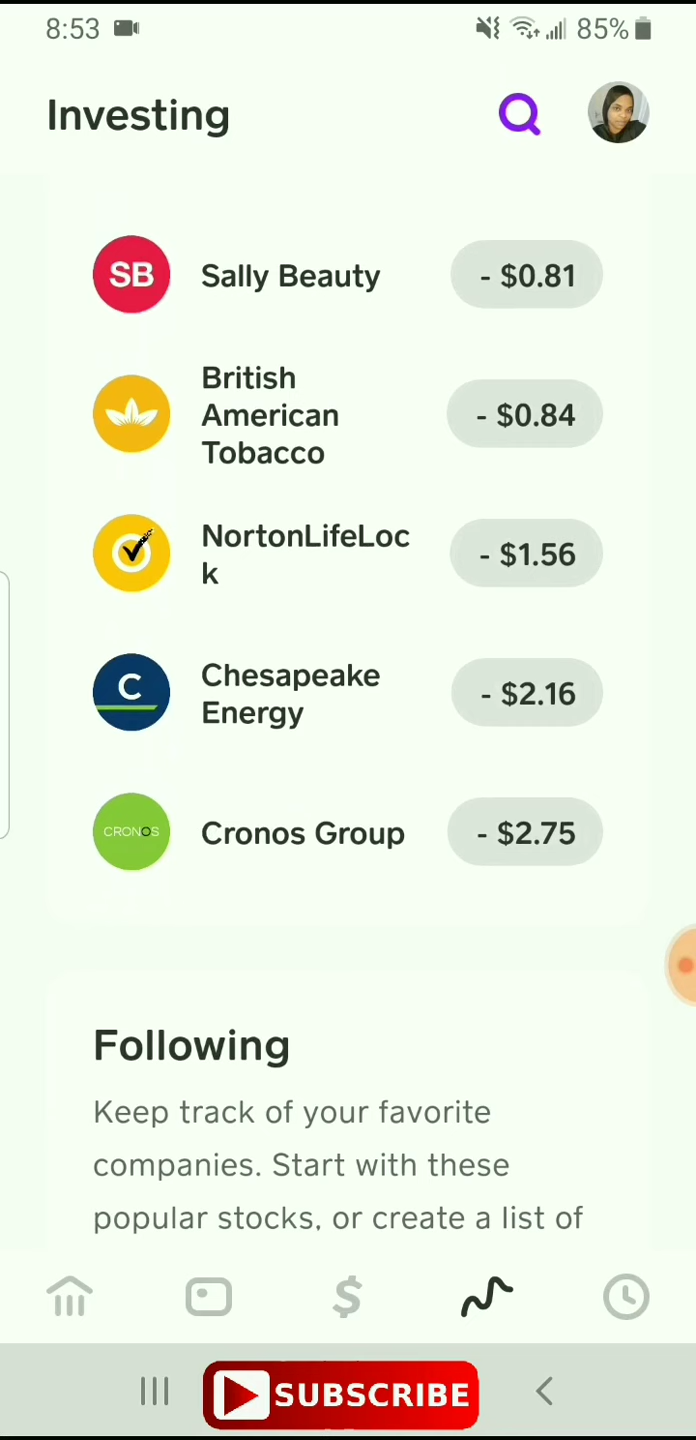 8:53
85%
Investing
SB
Sally Beauty
- $0.81
British
American
Tobacco
- $0.84
NortonLifeLoc
k
- $1.56
C
Chesapeake
Energy
- $2.16
CRONOS
Cronos Group
- $2.75
Following
Keep track of your favorite
companies. Start with these
popular stocks, or create a list of
$
SUBSCRIBE